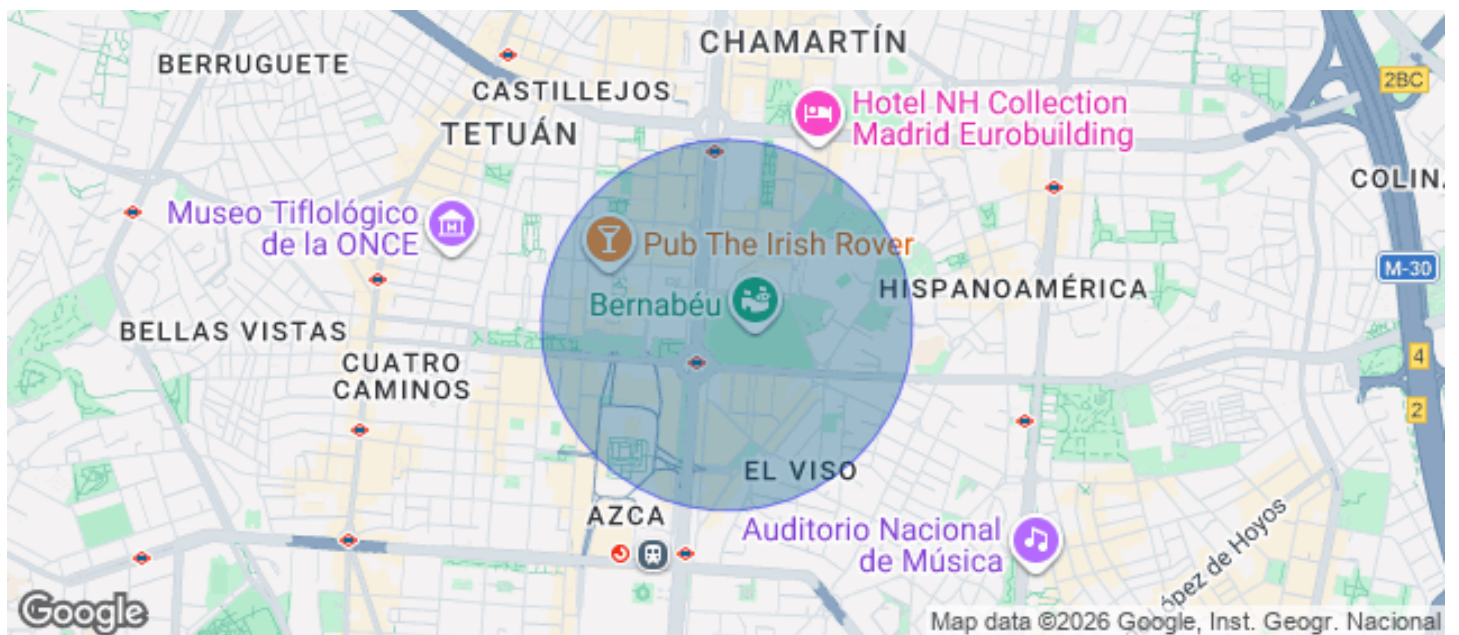 CHAMARTÍN
BERRUGUETE
2BC
CASTILLEJOS
Hotel NH Collection
Madrid Eurobuilding
TETUÁN
COLIN
Museo Tiflológico
de la ONCE
Pub The Irish Rover
M-30
HISPANOAMÉRICA
Bernabéu
BELLAS VISTAS
4
CUATRO
CAMINOS
2
EL VISO
AZCA
Auditorio Nacional
de Música
ópez de Hoyos
Google
Map data ©2026 Google, Inst. Geogr. Nacional